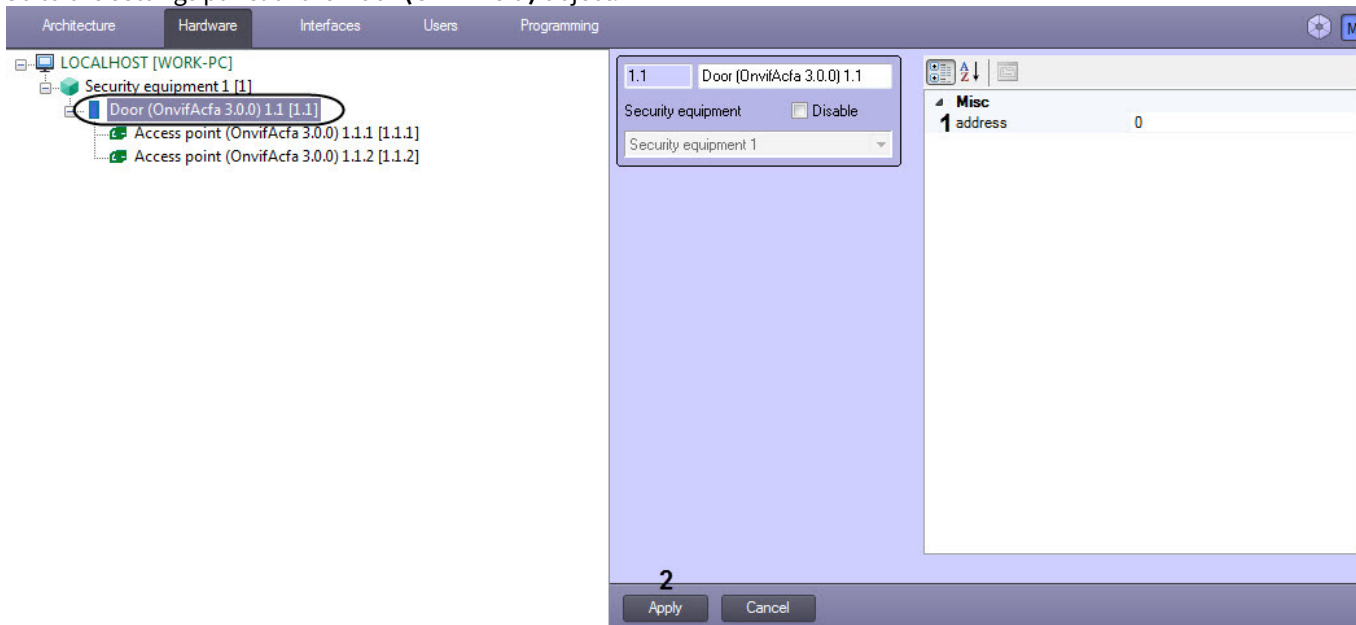 Architecture Hardware Interfaces Users Programming M
LOCALHOST [WORK-PC]
Security equipment 1 [1]
Door (OnvifAcfa 3.0.0) 1.1 [1.1]
Access point (OnvifAcfa 3.0.0) 1.1.1 [1.1.1]
Access point (OnvifAcfa 3.0.0) 1.1.2 [1.1.2]
1.1 Door (OnvifAcfa 3.0.0) 1.1
Security equipment Disable
Security equipment 1
Misc
1 address 0
2
Apply Cancel